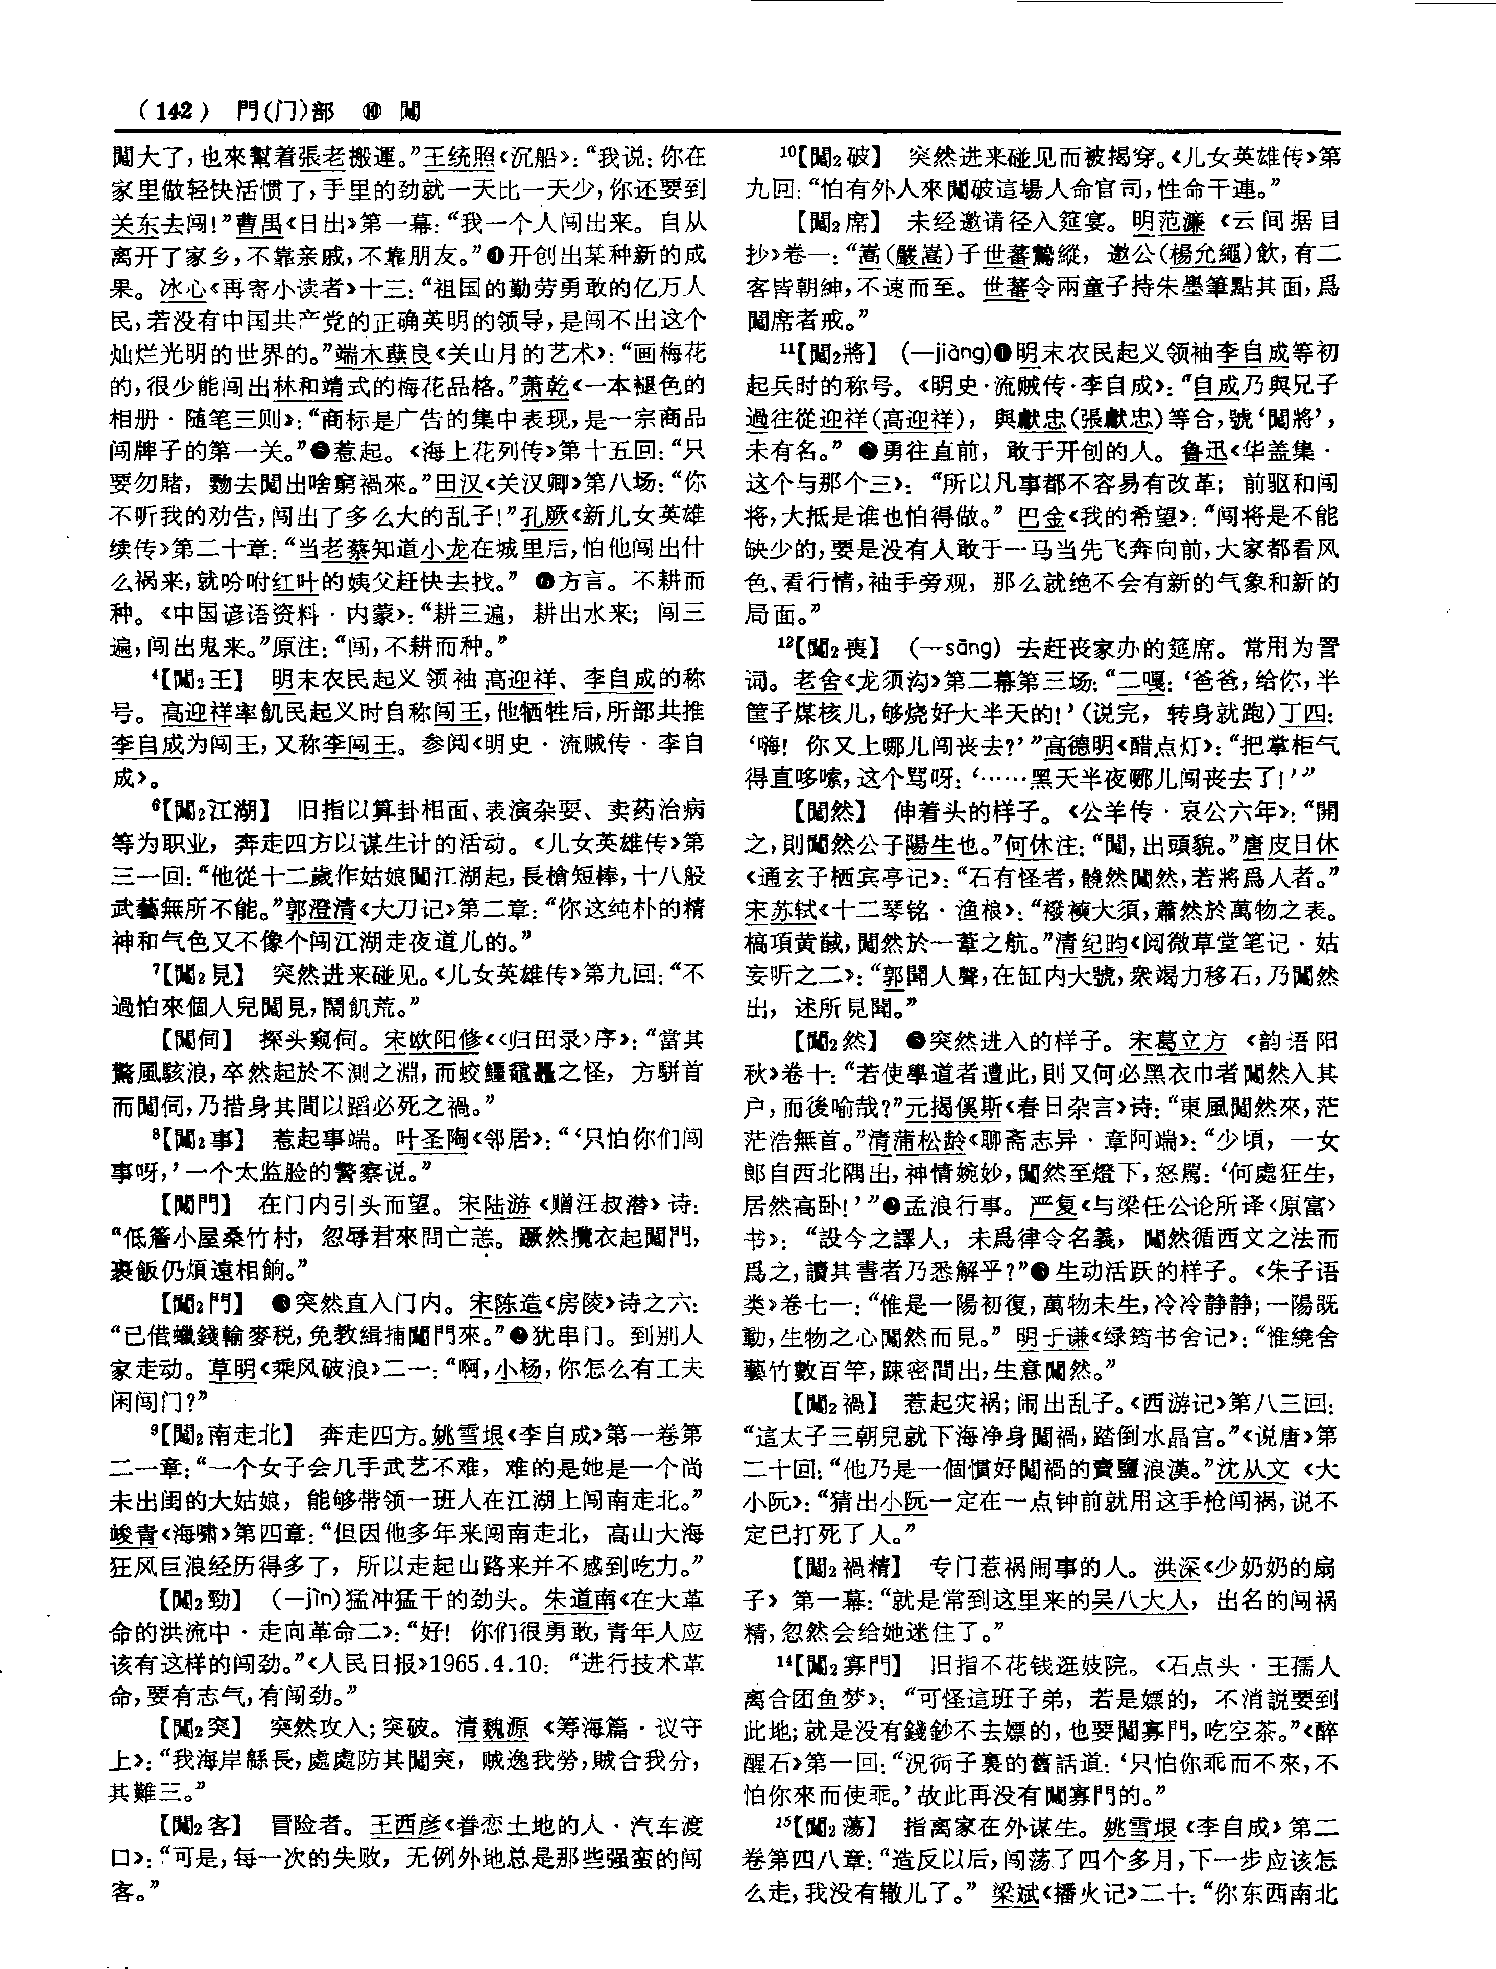 (142) 門(门)部 ⑩ 闖
闖大了，也來幫着張老搬運。”王统照《沉船》：“我说：你在
家里做轻快活惯了，手里的劲就一天比一天少，你还要到
关东去闯！”曹禺《日出》第一幕：“我一个人闯出来。自从
离开了家乡，不靠亲戚，不靠朋友。”开创出某种新的成
果。冰心《再寄小读者》十三：“祖国的勤劳勇敢的亿万人
民，若没有中国共产党的正确英明的领导，是闯不出这个
灿烂光明的世界的。”端木蕻良《关山月的艺术》：“画梅花
的，很少能闯出林和靖式的梅花品格。”萧乾《一本褪色的
相册·随笔三则》：“商标是广告的集中表现，是一宗商品
闯牌子的第一关。”惹起。《海上花列传》第十五回：“只
要勿賭，覅去闖出啥窮禍來。”田汉《关汉卿》第八场：“你
不听我的劝告，闯出了多么大的乱子！”孔厥《新儿女英雄
续传》第二十章：“当老蔡知道小龙在城里后，怕他闯出什
么祸来，就吩咐红叶的姨父赶快去找。”方言。不耕而
种。《中国谚语资料·内蒙》：“耕三遍，耕出水来；闯三
遍，闯出鬼来。”原注：“闯，不耕而种。”
4【闖2王】 明末农民起义领袖高迎祥、李自成的称
号。高迎祥率飢民起义时自称闯王，他牺牲后，所部共推
李自成为闯王，又称李闯王。参阅《明史·流贼传·李自
成》。
6【闖2江湖】 旧指以算卦相面、表演杂耍、卖药治病
等为职业，奔走四方以谋生计的活动。《儿女英雄传》第
三一回：“他從十二歲作姑娘闖江湖起，長槍短棒，十八般
武藝無所不能。”郭澄清《大刀记》第二章：“你这纯朴的精
神和气色又不像个闯江湖走夜道儿的。”
7【闖2見】 突然进来碰见。《儿女英雄传》第九回：“不
過怕來個人兒闖見，鬧飢荒。”
【闖伺】 探头窥伺。宋欧阳修《〈归田录〉序》：“當其
驚風駭浪，卒然起於不測之淵，而蛟鱷黿鼉之怪，方駢首
而闖伺，乃措身其間以蹈必死之禍。”
8【闖2事】 惹起事端。叶圣陶《邻居》：“‘只怕你们闯
事呀，’一个太监脸的警察说。”
【闖門】 在门内引头而望。宋陆游《赠汪叔潜》诗：
“低簷小屋桑竹村，忽辱君來問亡恙。蹶然攬衣起闖門，
裹飯仍煩遠相餉。”
【闖2門】 ❶突然直入门内。宋陈造《房陵》诗之六：
“已借蠟錢輸麥税，免教緝捕闖門來。”❷犹串门。到别人
家走动。草明《乘风破浪》二一：“啊，小杨，你怎么有工夫
闲闯门？”
9【闖2南走北】 奔走四方。姚雪垠《李自成》第一卷第
二一章：“一个女子会几手武艺不难，难的是她是一个尚
未出闺的大姑娘，能够带领一班人在江湖上闯南走北。”
峻青《海啸》第四章：“但因他多年来闯南走北，高山大海
狂风巨浪经历得多了，所以走起山路来并不感到吃力。”
【闖2勁】 （—jìn）猛冲猛干的劲头。朱道南《在大革
命的洪流中·走向革命二》：“好！你们很勇敢，青年人应
该有这样的闯劲。”《人民日报》1965.4.10：“进行技术革
命，要有志气，有闯劲。”
【闖2突】 突然攻入；突破。清魏源《筹海篇·议守
上》：“我海岸緜長，處處防其闖突，贼逸我勞，贼合我分，
其難三。”
【闖2客】 冒险者。王西彦《眷恋土地的人·汽车渡
口》：“可是，每一次的失败，无例外地总是那些强蛮的闯
客。”
10【闖2破】 突然进来碰见而被揭穿。《儿女英雄传》第
九回：“怕有外人來闖破這場人命官司，性命干連。”
【闖2席】 未经邀请径入筵宴。明范濂《云间据目
抄》卷一：“嵩（嚴嵩）子世蕃驁縱，邀公（楊允繩）飲，有二
客皆朝紳，不速而至。世蕃令兩童子持朱墨筆點其面，爲
闖席者戒。”
11【闖2將】 （—jiàng）❶明末农民起义领袖李自成等初
起兵时的称号。《明史·流贼传·李自成》：“自成乃與兄子
過往從迎祥（高迎祥），與獻忠（張獻忠）等合，號‘闖將’，
未有名。”❷勇往直前，敢于开创的人。鲁迅《华盖集·
这个与那个三》：“所以凡事都不容易有改革；前驱和闯
将，大抵是谁也怕得做。”巴金《我的希望》：“闯将是不能
缺少的，要是没有人敢于一马当先飞奔向前，大家都看风
色、看行情，袖手旁观，那么就绝不会有新的气象和新的
局面。”
12【闖2喪】 （—sāng）去赶丧家办的筵席。常用为詈
词。老舍《龙须沟》第二幕第三场：“二嘎：‘爸爸，给你，半
筐子煤核儿，够烧好大半天的！’（说完，转身就跑）丁四：
‘嗨！你又上哪儿闯丧去？’”高德明《醋点灯》：“把掌柜气
得直哆嗦，这个骂呀：‘……黑天半夜哪儿闯丧去了！’”
【闖然】 伸着头的样子。《公羊传·哀公六年》：“開
之，則闖然公子陽生也。”何休注：“闖，出頭貌。”唐皮日休
《通玄子栖宾亭记》：“石有怪者，髐然闖然，若將爲人者。”
宋苏轼《十二琴铭·渔桹》：“襏襫大須，蕭然於萬物之表。
槁項黄馘，闖然於一葦之航。”清纪昀《阅微草堂笔记·姑
妄听之二》：“郭聞人聲，在缸内大號，衆竭力移石，乃闖然
出，述所見聞。”
【闖2然】 ❶突然进入的样子。宋葛立方《韵语阳
秋》卷十：“若使學道者遭此，則又何必黑衣巾者闖然入其
户，而後喻哉？”元揭傒斯《春日杂言》诗：“東風闖然來，茫
茫浩無首。”清蒲松龄《聊斋志异·章阿端》：“少頃，一女
郎自西北隅出，神情婉妙，闖然至燈下，怒罵：‘何處狂生，
居然高卧！’”❷孟浪行事。严复《与梁任公论所译〈原富〉
书》：“設今之譯人，未爲律令名義，闖然循西文之法而
爲之，讀其書者乃悉解乎？”❸生动活跃的样子。《朱子语
类》卷七一：“惟是一陽初復，萬物未生，冷冷静静；一陽既
動，生物之心闖然而見。”明于谦《绿筠书舍记》：“惟繞舍
藝竹數百竿，踈密間出，生意闖然。”
【闖2禍】 惹起灾祸；闹出乱子。《西游记》第八三回：
“這太子三朝兒就下海净身闖禍，踏倒水晶宫。”《说唐》第
二十回：“他乃是一個慣好闖禍的賣鹽浪漢。”沈从文《大
小阮》：“猜出小阮一定在一点钟前就用这手枪闯祸，说不
定已打死了人。”
【闖2禍精】 专门惹祸闹事的人。洪深《少奶奶的扇
子》第一幕：“就是常到这里来的吴八大人，出名的闯祸
精，忽然会给她迷住了。”
14【闖2寡門】 旧指不花钱逛妓院。《石点头·王孺人
离合团鱼梦》：“可怪這班子弟，若是嫖的，不消説要到
此地；就是没有錢鈔不去嫖的，也要闖寡門，吃空茶。”《醉
醒石》第一回：“況衏子裏的舊話道：‘只怕你乖而不來，不
怕你來而使乖。’故此再没有闖寡門的。”
15【闖2蕩】 指离家在外谋生。姚雪垠《李自成》第二
卷第四八章：“造反以后，闯荡了四个多月，下一步应该怎
么走，我没有辙儿了。”梁斌《播火记》二十：“你东西南北